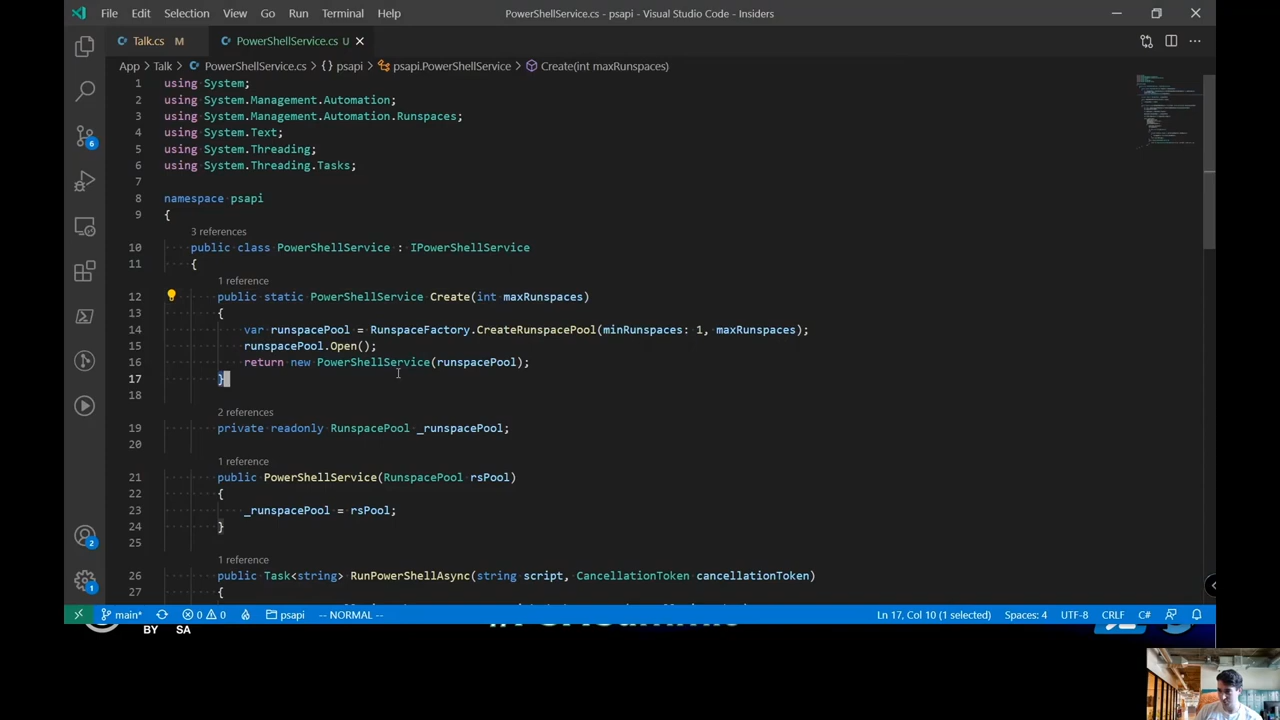 File Edit Selection View Go Run Terminal Help
PowerShellService.cs - psapi - Visual Studio Code - Insiders
Talk.cs M PowerShellService.cs U
App > Talk > PowerShellService.cs > {} psapi > psapi.PowerShellService > Create(int maxRunspaces)
1 using System;
2 using System.Management.Automation;
3 using System.Management.Automation.Runspaces;
4 using System.Text;
5 using System.Threading;
6 using System.Threading.Tasks;
7
8 namespace psapi
9 {
3 references
10 public class PowerShellService : IPowerShellService
11 {
1 reference
12 public static PowerShellService Create(int maxRunspaces)
13 {
14 var runspacePool = RunspaceFactory.CreateRunspacePool(minRunspaces: 1, maxRunspaces);
15 runspacePool.Open();
16 return new PowerShellService(runspacePool);
17 }
18
2 references
19 private readonly RunspacePool _runspacePool;
20
1 reference
21 public PowerShellService(RunspacePool rsPool)
22 {
23 _runspacePool = rsPool;
24 }
25
1 reference
26 public Task<string> RunPowerShellAsync(string script, CancellationToken cancellationToken)
27 {
6
2
1
main* 0 0 psapi -- NORMAL -- Ln 17, Col 10 (1 selected) Spaces: 4 UTF-8 CRLF C#
BY SA